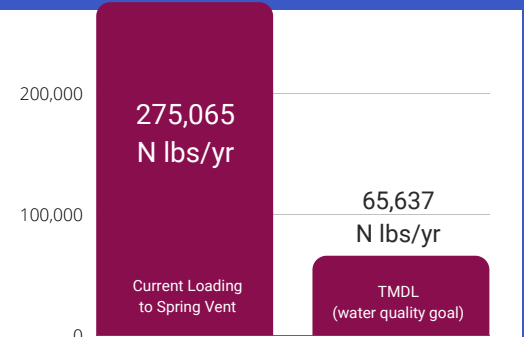 200,000
275,065
N lbs/yr
100,000
65,637
N lbs/yr
Current Loading
to Spring Vent
TMDL
(water quality goal)
0